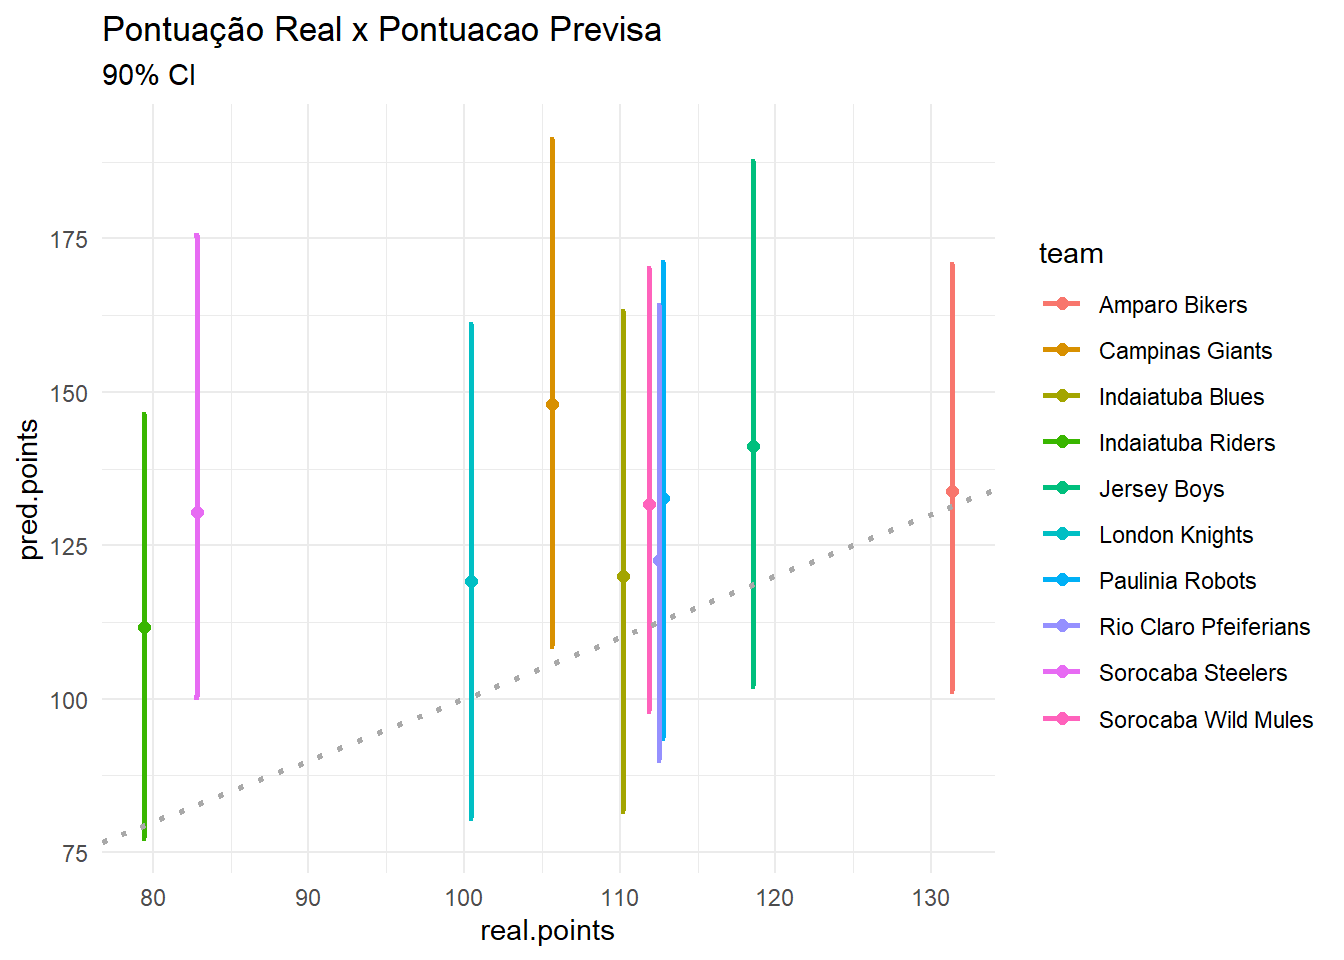 Pontuação Real x Pontuacao Previsa
90% CI
175
150
125
100
75
pred.points
80 90 100 110 120 130
real.points
team
Amparo Bikers
Campinas Giants
Indaiatuba Blues
Indaiatuba Riders
Jersey Boys
London Knights
Paulinia Robots
Rio Claro Pfeiferians
Sorocaba Steelers
Sorocaba Wild Mules